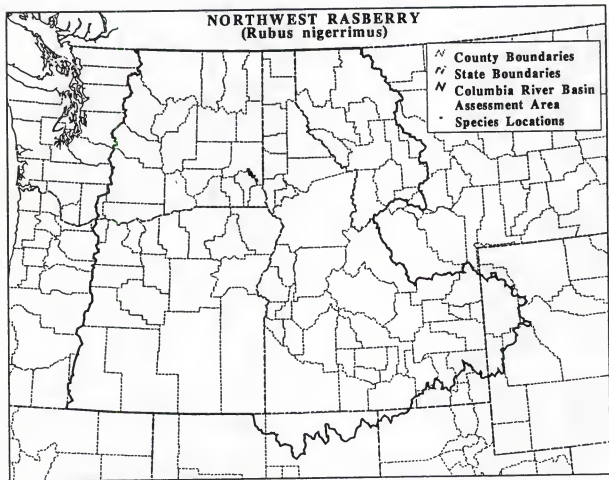 NORTHWEST RASBERRY
(Rubus nigerrimus)
County Boundaries
State Boundaries
Columbia River Basin
Assessment Area
Species Locations